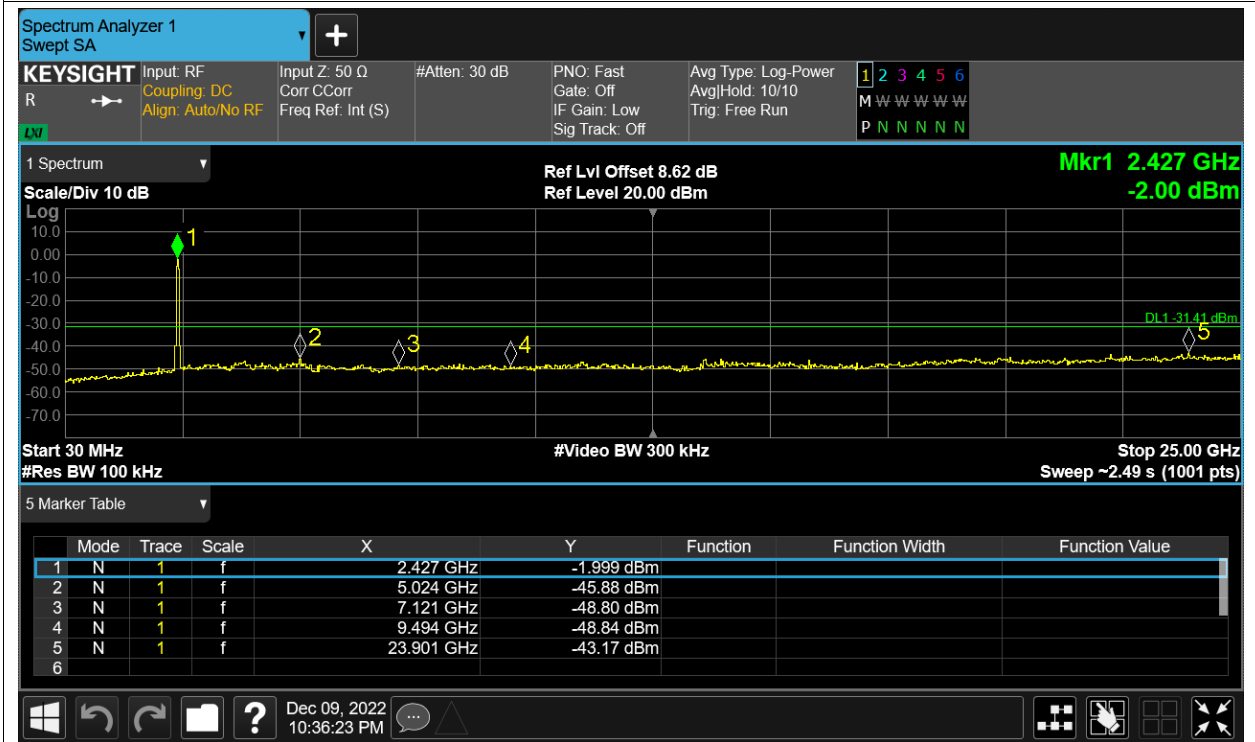 Spectrum Analyzer 1
Swept SA
+
KEYSIGHT Input: RF Input Z: 50 Ω #Atten: 30 dB PNO: Fast Avg Type: Log-Power 1 2 3 4 5 6
R Coupling: DC Corr CCorr Gate: Off Avg|Hold: 10/10 M W W W W W
Align: Auto/No RF Freq Ref: Int (S) IF Gain: Low Trig: Free Run
LXI Sig Track: Off P N N N N N
1 Spectrum Ref Lvl Offset 8.62 dB Mkr1 2.427 GHz
Scale/Div 10 dB Ref Level 20.00 dBm -2.00 dBm
Log
10.0
0.00
-10.0
-20.0
-30.0
-40.0
-50.0
-60.0
-70.0
1
2
3
4
5
DL1 -31.41 dBm
Start 30 MHz #Video BW 300 kHz Stop 25.00 GHz
#Res BW 100 kHz Sweep ~2.49 s (1001 pts)
5 Marker Table
Mode Trace Scale X Y Function Function Width Function Value
1 N 1 f 2.427 GHz -1.999 dBm
2 N 1 f 5.024 GHz -45.88 dBm
3 N 1 f 7.121 GHz -48.80 dBm
4 N 1 f 9.494 GHz -48.84 dBm
5 N 1 f 23.901 GHz -43.17 dBm
6
? Dec 09, 2022
10:36:23 PM